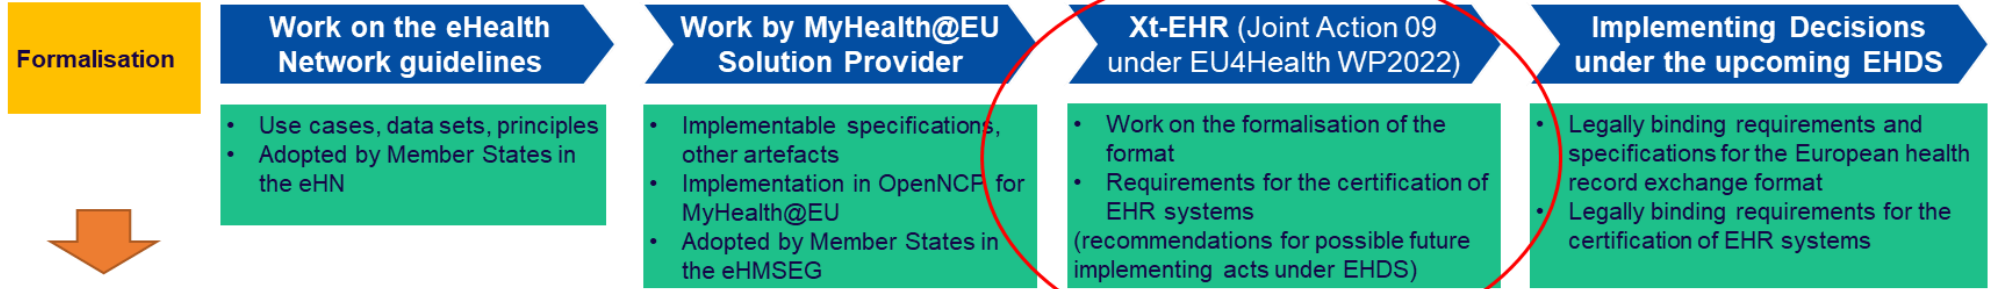 Formalisation
Work on the eHealth
Network guidelines
• Use cases, data sets, principles
• Adopted by Member States in
the eHN
Work by MyHealth@EU
Solution Provider
• Implementable specifications,
other artefacts
• Implementation in OpenNCP for
MyHealth@EU
• Adopted by Member States in
the eHMSEG
Xt-EHR (Joint Action 09
under EU4Health WP2022)
• Work on the formalisation of the
format
• Requirements for the certification of
EHR systems
(recommendations for possible future
implementing acts under EHDS)
Implementing Decisions
under the upcoming EHDS
• Legally binding requirements and
specifications for the European health
record exchange format
• Legally binding requirements for the
certification of EHR systems